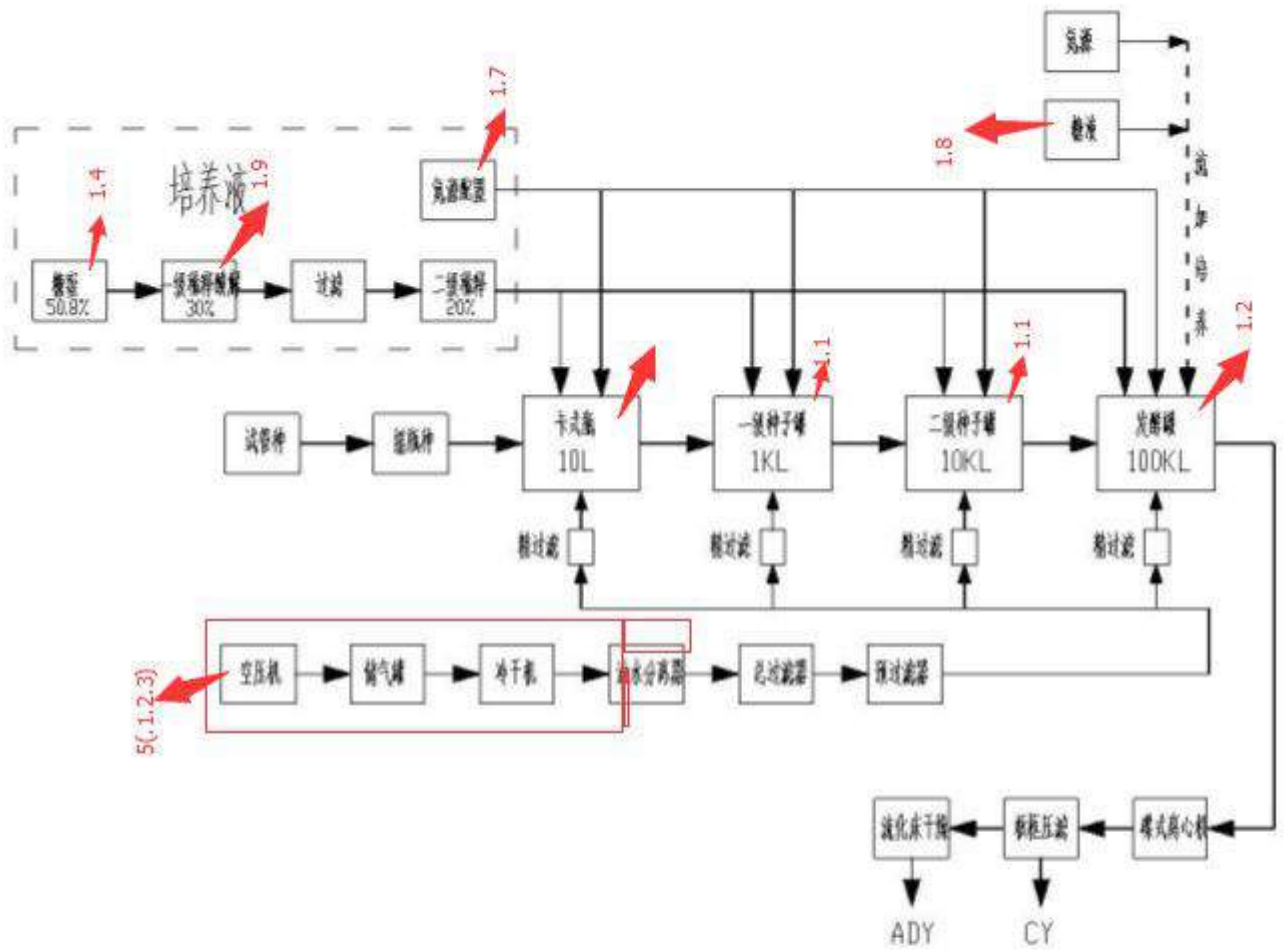 氮源
1.7
1.8
糖液
1.4
培养液
1.9
氮源配置
流
加
培
养
糖蜜
50.8%
一级稀释酸解
30%
过滤
二级稀释
20%
1.1
1.1
1.2
试管种
卡式瓶
10L
一级种子罐
1KL
二级种子罐
10KL
发酵罐
100KL
精过滤
精过滤
精过滤
精过滤
5(.1.2.3)
空压机
储气罐
冷干机
油水分离器
总过滤器
预过滤器
流化床干燥
板框压滤
碟式离心机
ADY
CY